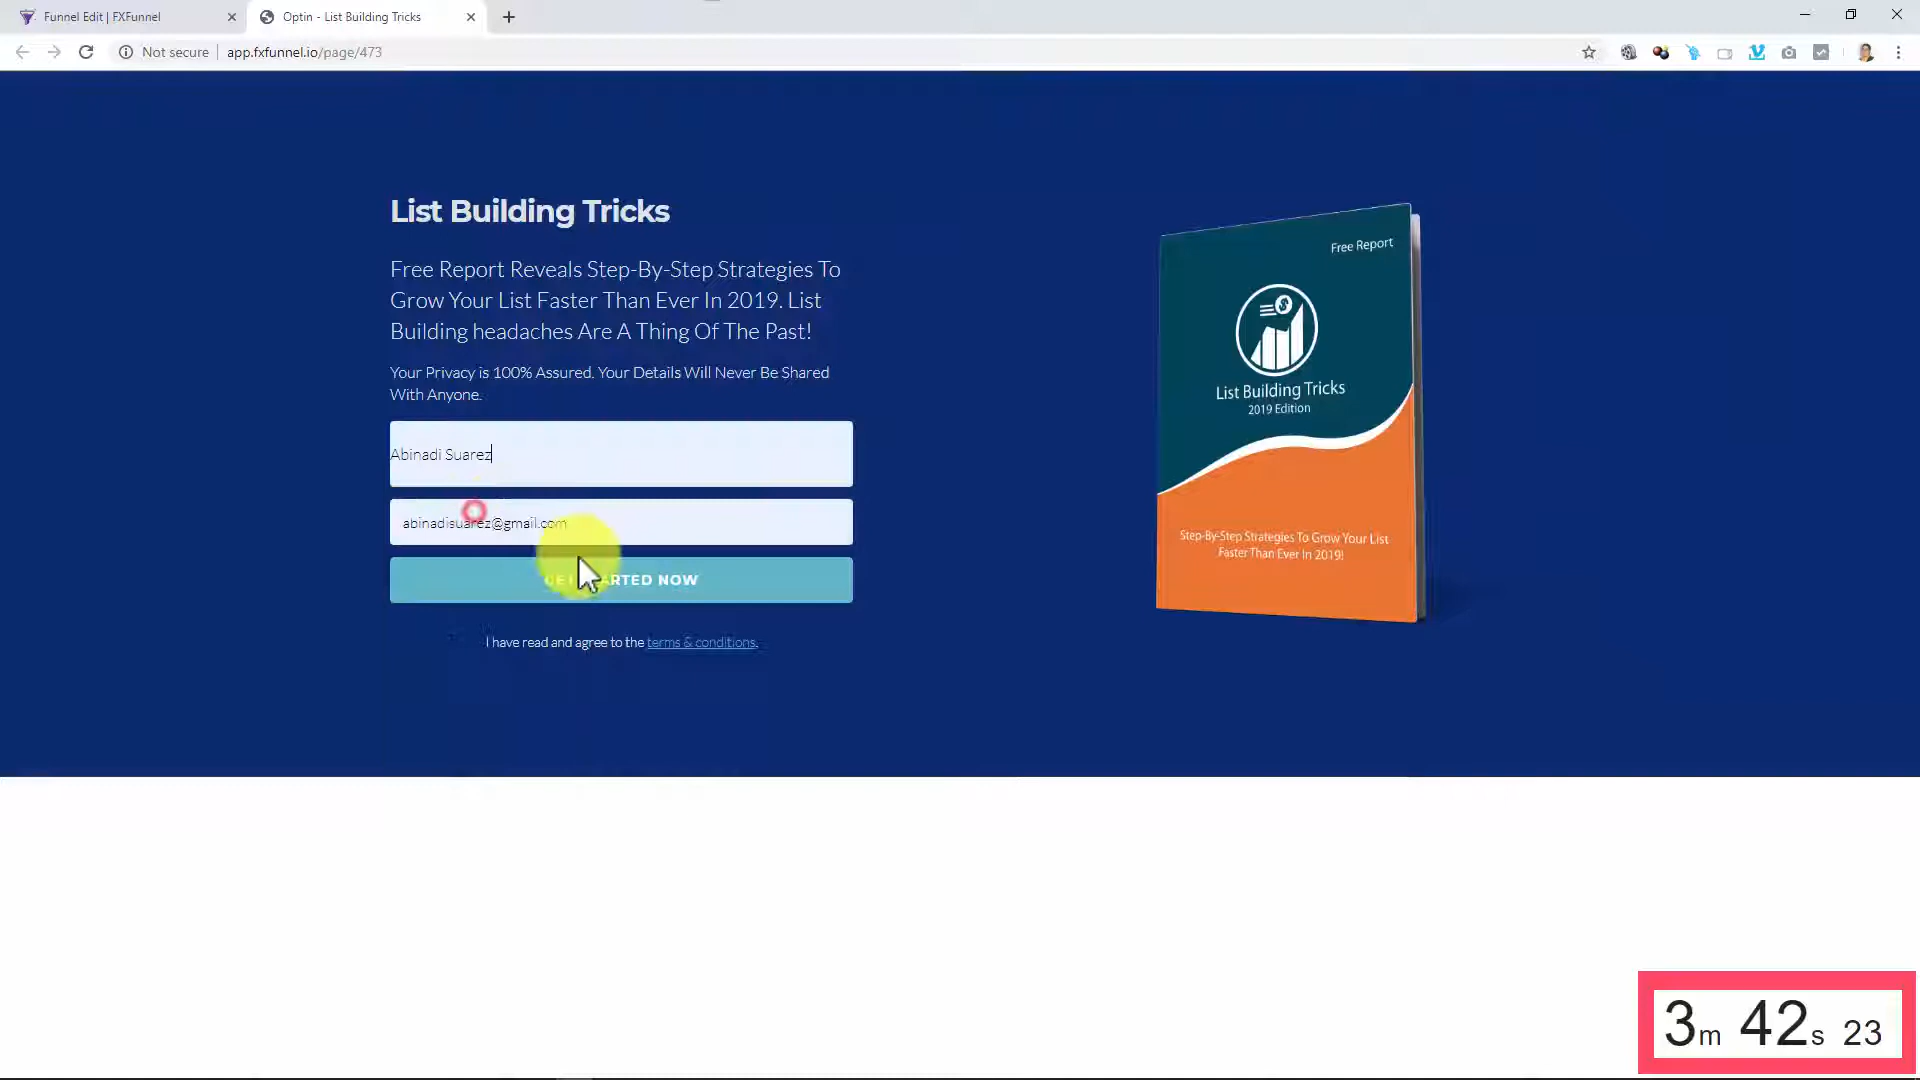 Funnel Edit | FXFunnel
Optin - List Building Tricks
Not secure
app.fxfunnel.io/page/473
List Building Tricks
Free Report Reveals Step-By-Step Strategies To
Grow Your List Faster Than Ever In 2019. List
Building headaches Are A Thing Of The Past!
Your Privacy is 100% Assured. Your Details Will Never Be Shared
With Anyone.
Abinadi Suarez
abinadisuarez@gmail.com
GET STARTED NOW
I have read and agree to the terms & conditions.
Free Report
List Building Tricks
2019 Edition
Step-By-Step Strategies To Grow Your List
Faster Than Ever In 2019!
3m 42s 23